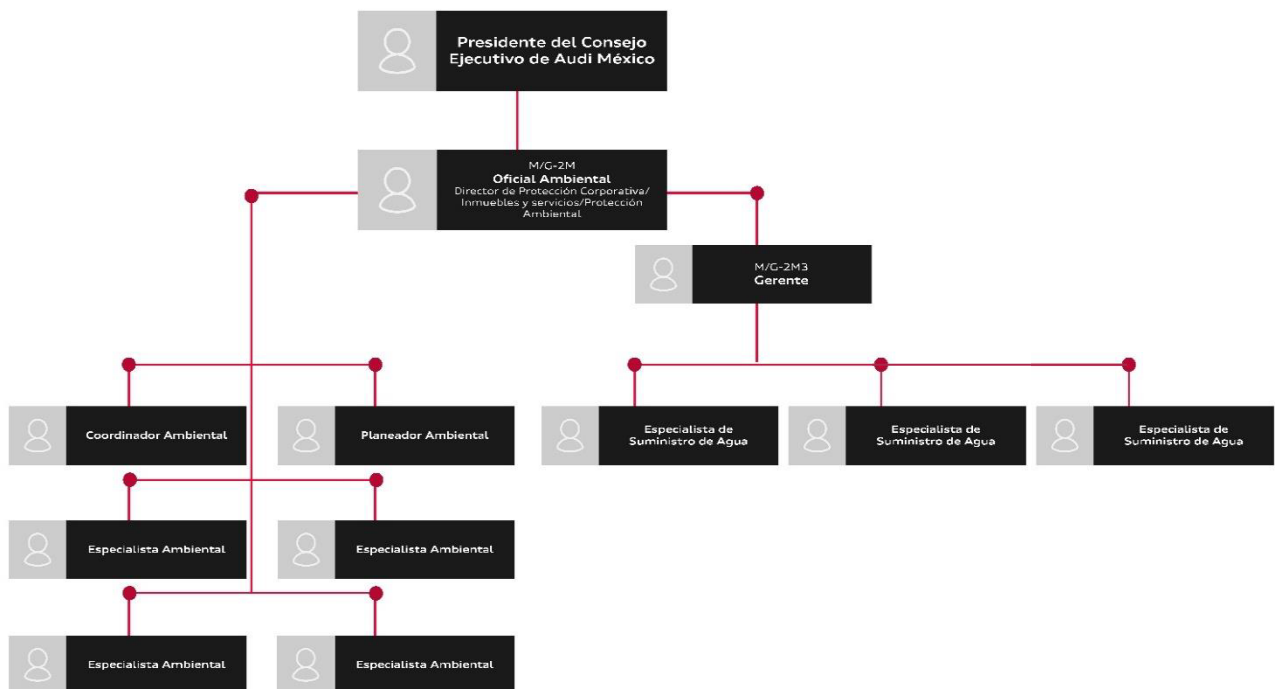 Presidente del Consejo
Ejecutivo de Audi México
M/G-2M
Oficial Ambiental
Director de Protección Corporativa/
Inmuebles y servicios/Protección
Ambiental
M/G-2M3
Gerente
Coordinador Ambiental
Planeador Ambiental
Especialista de
Suministro de Agua
Especialista de
Suministro de Agua
Especialista de
Suministro de Agua
Especialista Ambiental
Especialista Ambiental
Especialista Ambiental
Especialista Ambiental